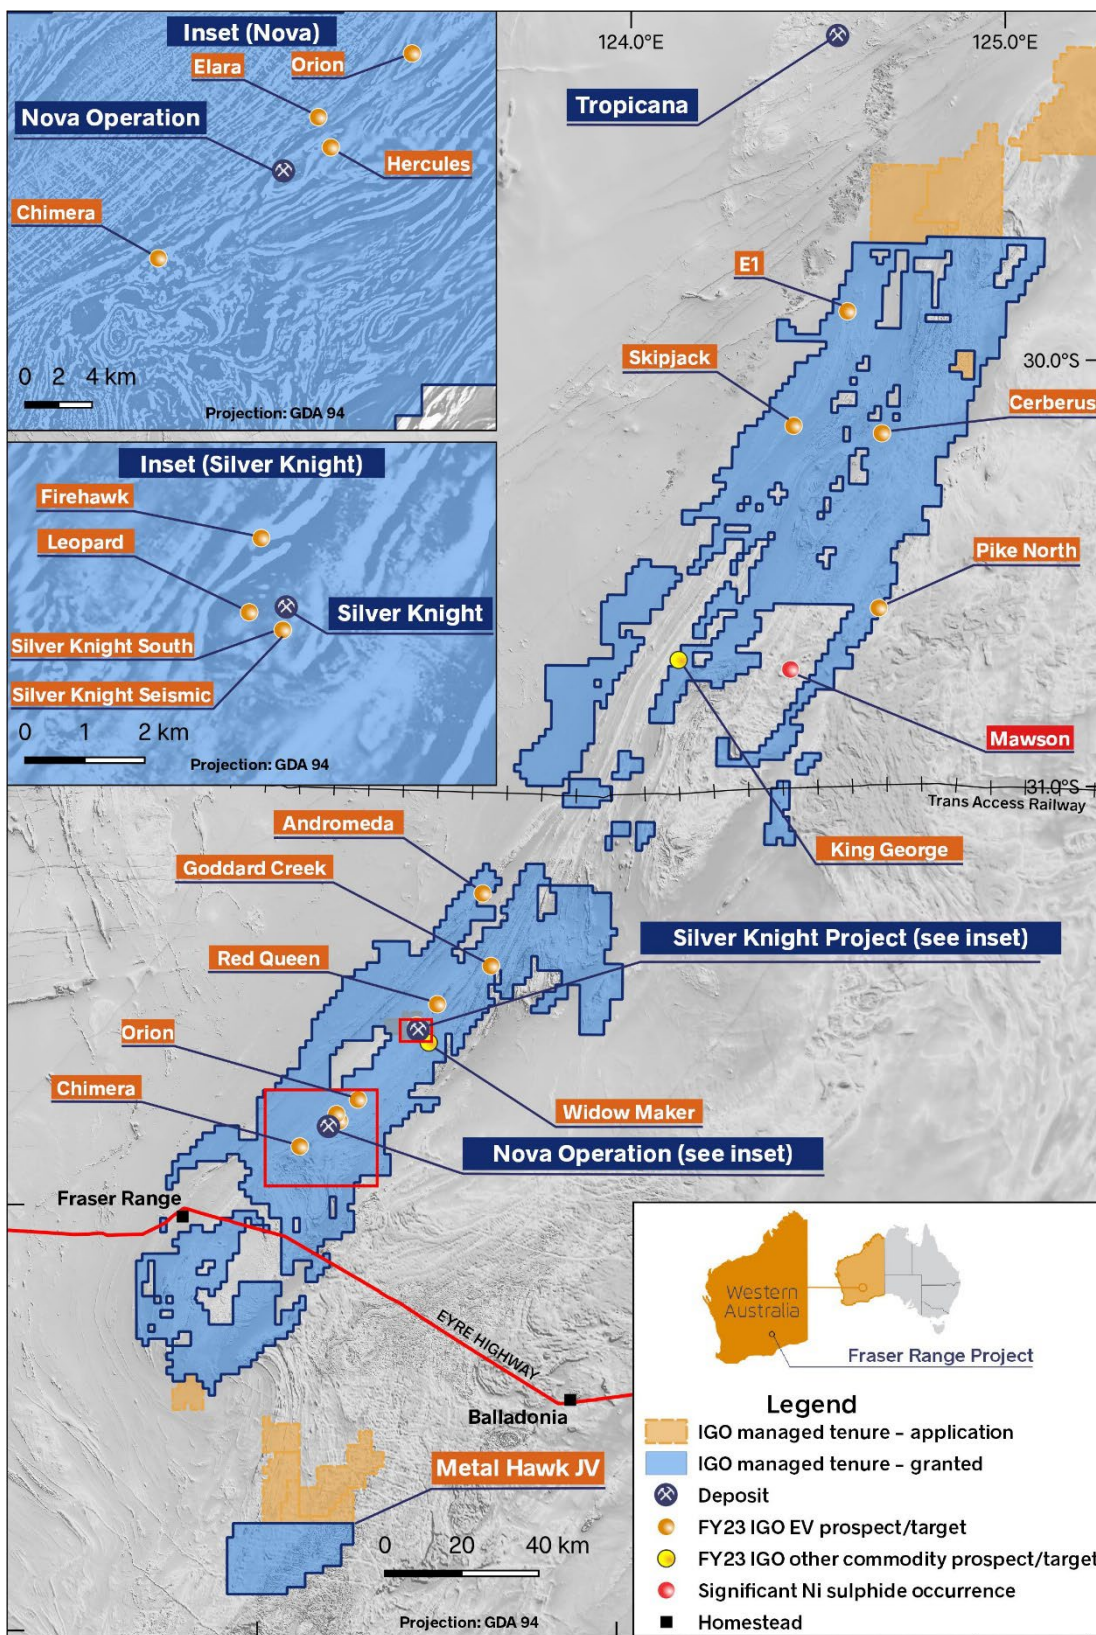 Inset (Nova)
Elara
Orion
Nova Operation
Hercules
Chimera
0 2 4 km
Projection: GDA 94
Inset (Silver Knight)
Firehawk
Leopard
Silver Knight
Silver Knight South
Silver Knight Seismic
0 1 2 km
Projection: GDA 94
124.0°E
125.0°E
Tropicana
E1
30.0°S
Skipjack
Cerberus
Pike North
Mawson
31.0°S
Trans Access Railway
King George
Andromeda
Goddard Creek
Silver Knight Project (see inset)
Red Queen
Orion
Chimera
Widow Maker
Nova Operation (see inset)
Fraser Range
EYRE HIGHWAY
Balladonia
Metal Hawk JV
0 20 40 km
Projection: GDA 94
Western
Australia
Fraser Range Project
Legend
IGO managed tenure – application
IGO managed tenure – granted
Deposit
FY23 IGO EV prospect/target
FY23 IGO other commodity prospect/target
Significant Ni sulphide occurrence
Homestead